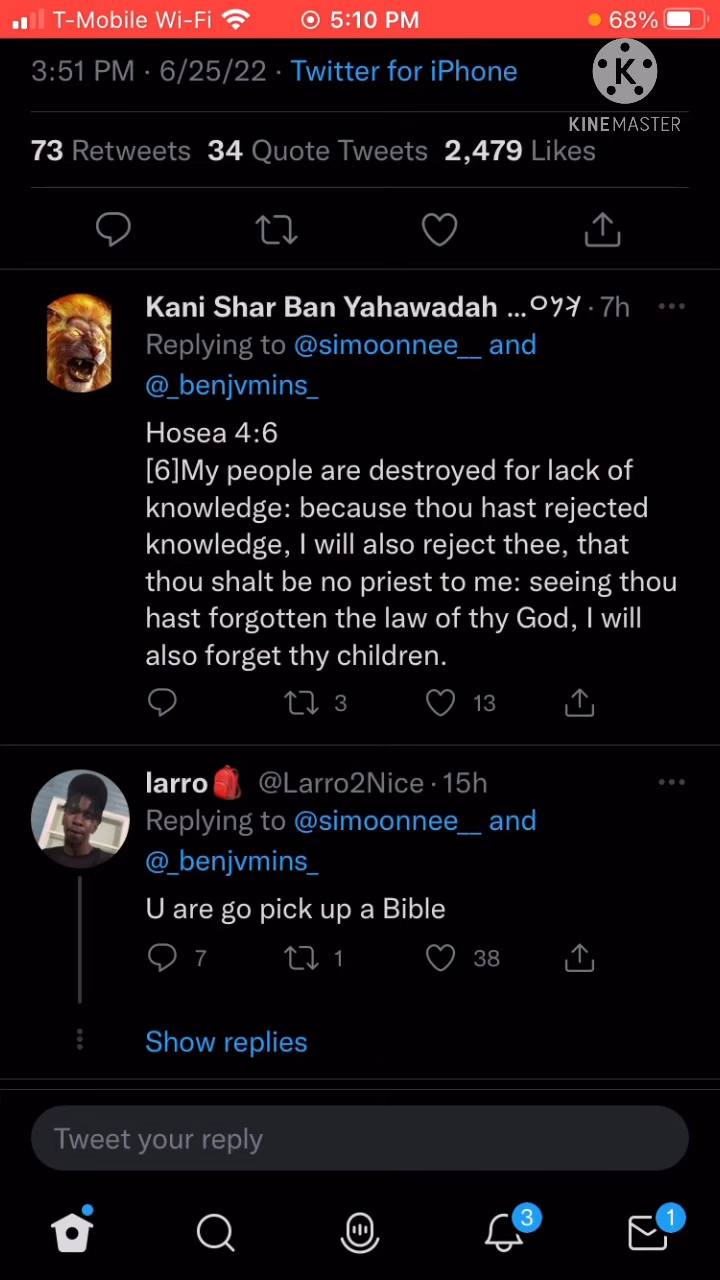 T-Mobile Wi-Fi 5:10 PM 68%
3:51 PM · 6/25/22 · Twitter for iPhone
K
KINEMASTER
73 Retweets 34 Quote Tweets 2,479 Likes
Kani Shar Ban Yahawadah ...𐤏𐤅𐤄𐤉 · 7h
Replying to @simoonnee__ and
@_benjvmins_
Hosea 4:6
[6]My people are destroyed for lack of
knowledge: because thou hast rejected
knowledge, I will also reject thee, that
thou shalt be no priest to me: seeing thou
hast forgotten the law of thy God, I will
also forget thy children.
3 13
larro🎒 @Larro2Nice · 15h
Replying to @simoonnee__ and
@_benjvmins_
U are go pick up a Bible
7 1 38
Show replies
Tweet your reply
3 1